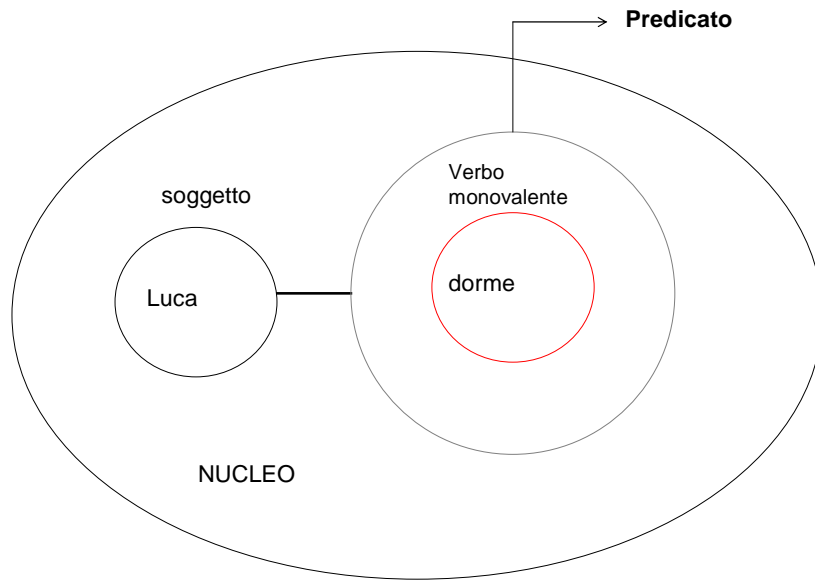 Predicato
Verbo
monovalente
soggetto
dorme
Luca
NUCLEO